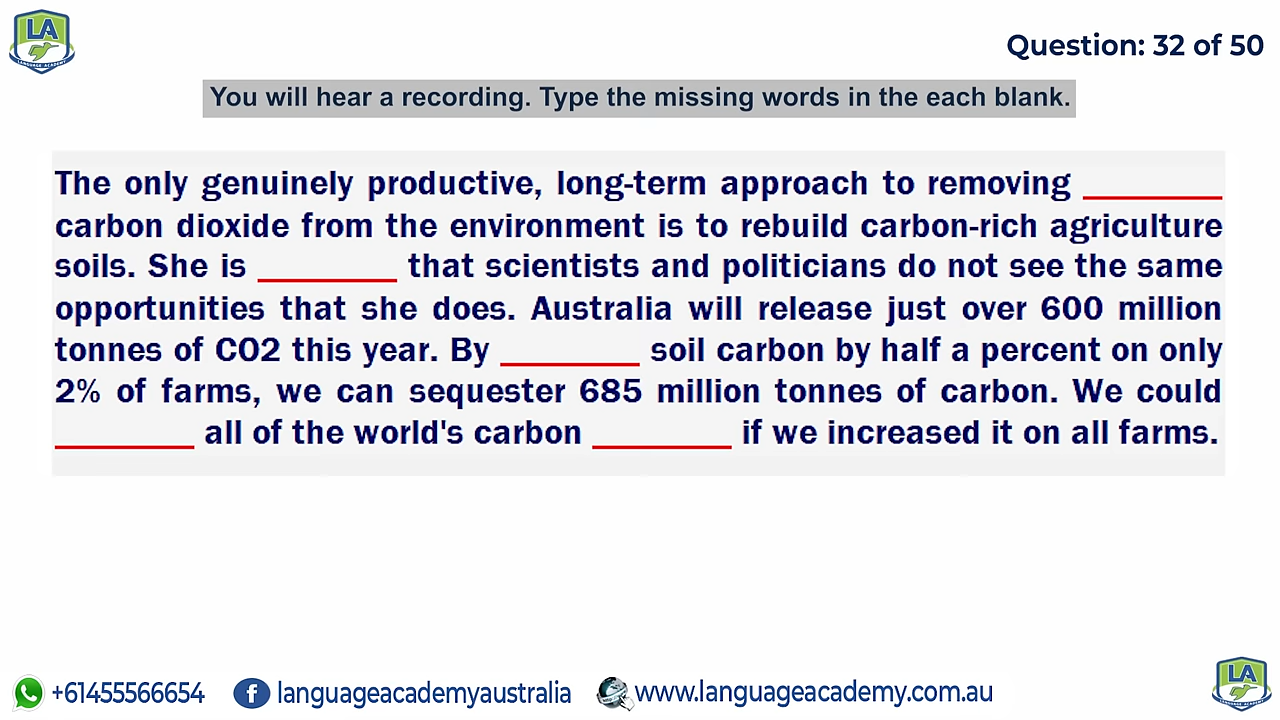 LA
LANGUAGE ACADEMY
Question: 32 of 50
You will hear a recording. Type the missing words in the each blank.
The only genuinely productive, long-term approach to removing ________
carbon dioxide from the environment is to rebuild carbon-rich agriculture
soils. She is ________ that scientists and politicians do not see the same
opportunities that she does. Australia will release just over 600 million
tonnes of CO2 this year. By ________ soil carbon by half a percent on only
2% of farms, we can sequester 685 million tonnes of carbon. We could
________ all of the world's carbon ________ if we increased it on all farms.
+61455566654
f languageacademyaustralia
http www.languageacademy.com.au
LA
LANGUAGE ACADEMY